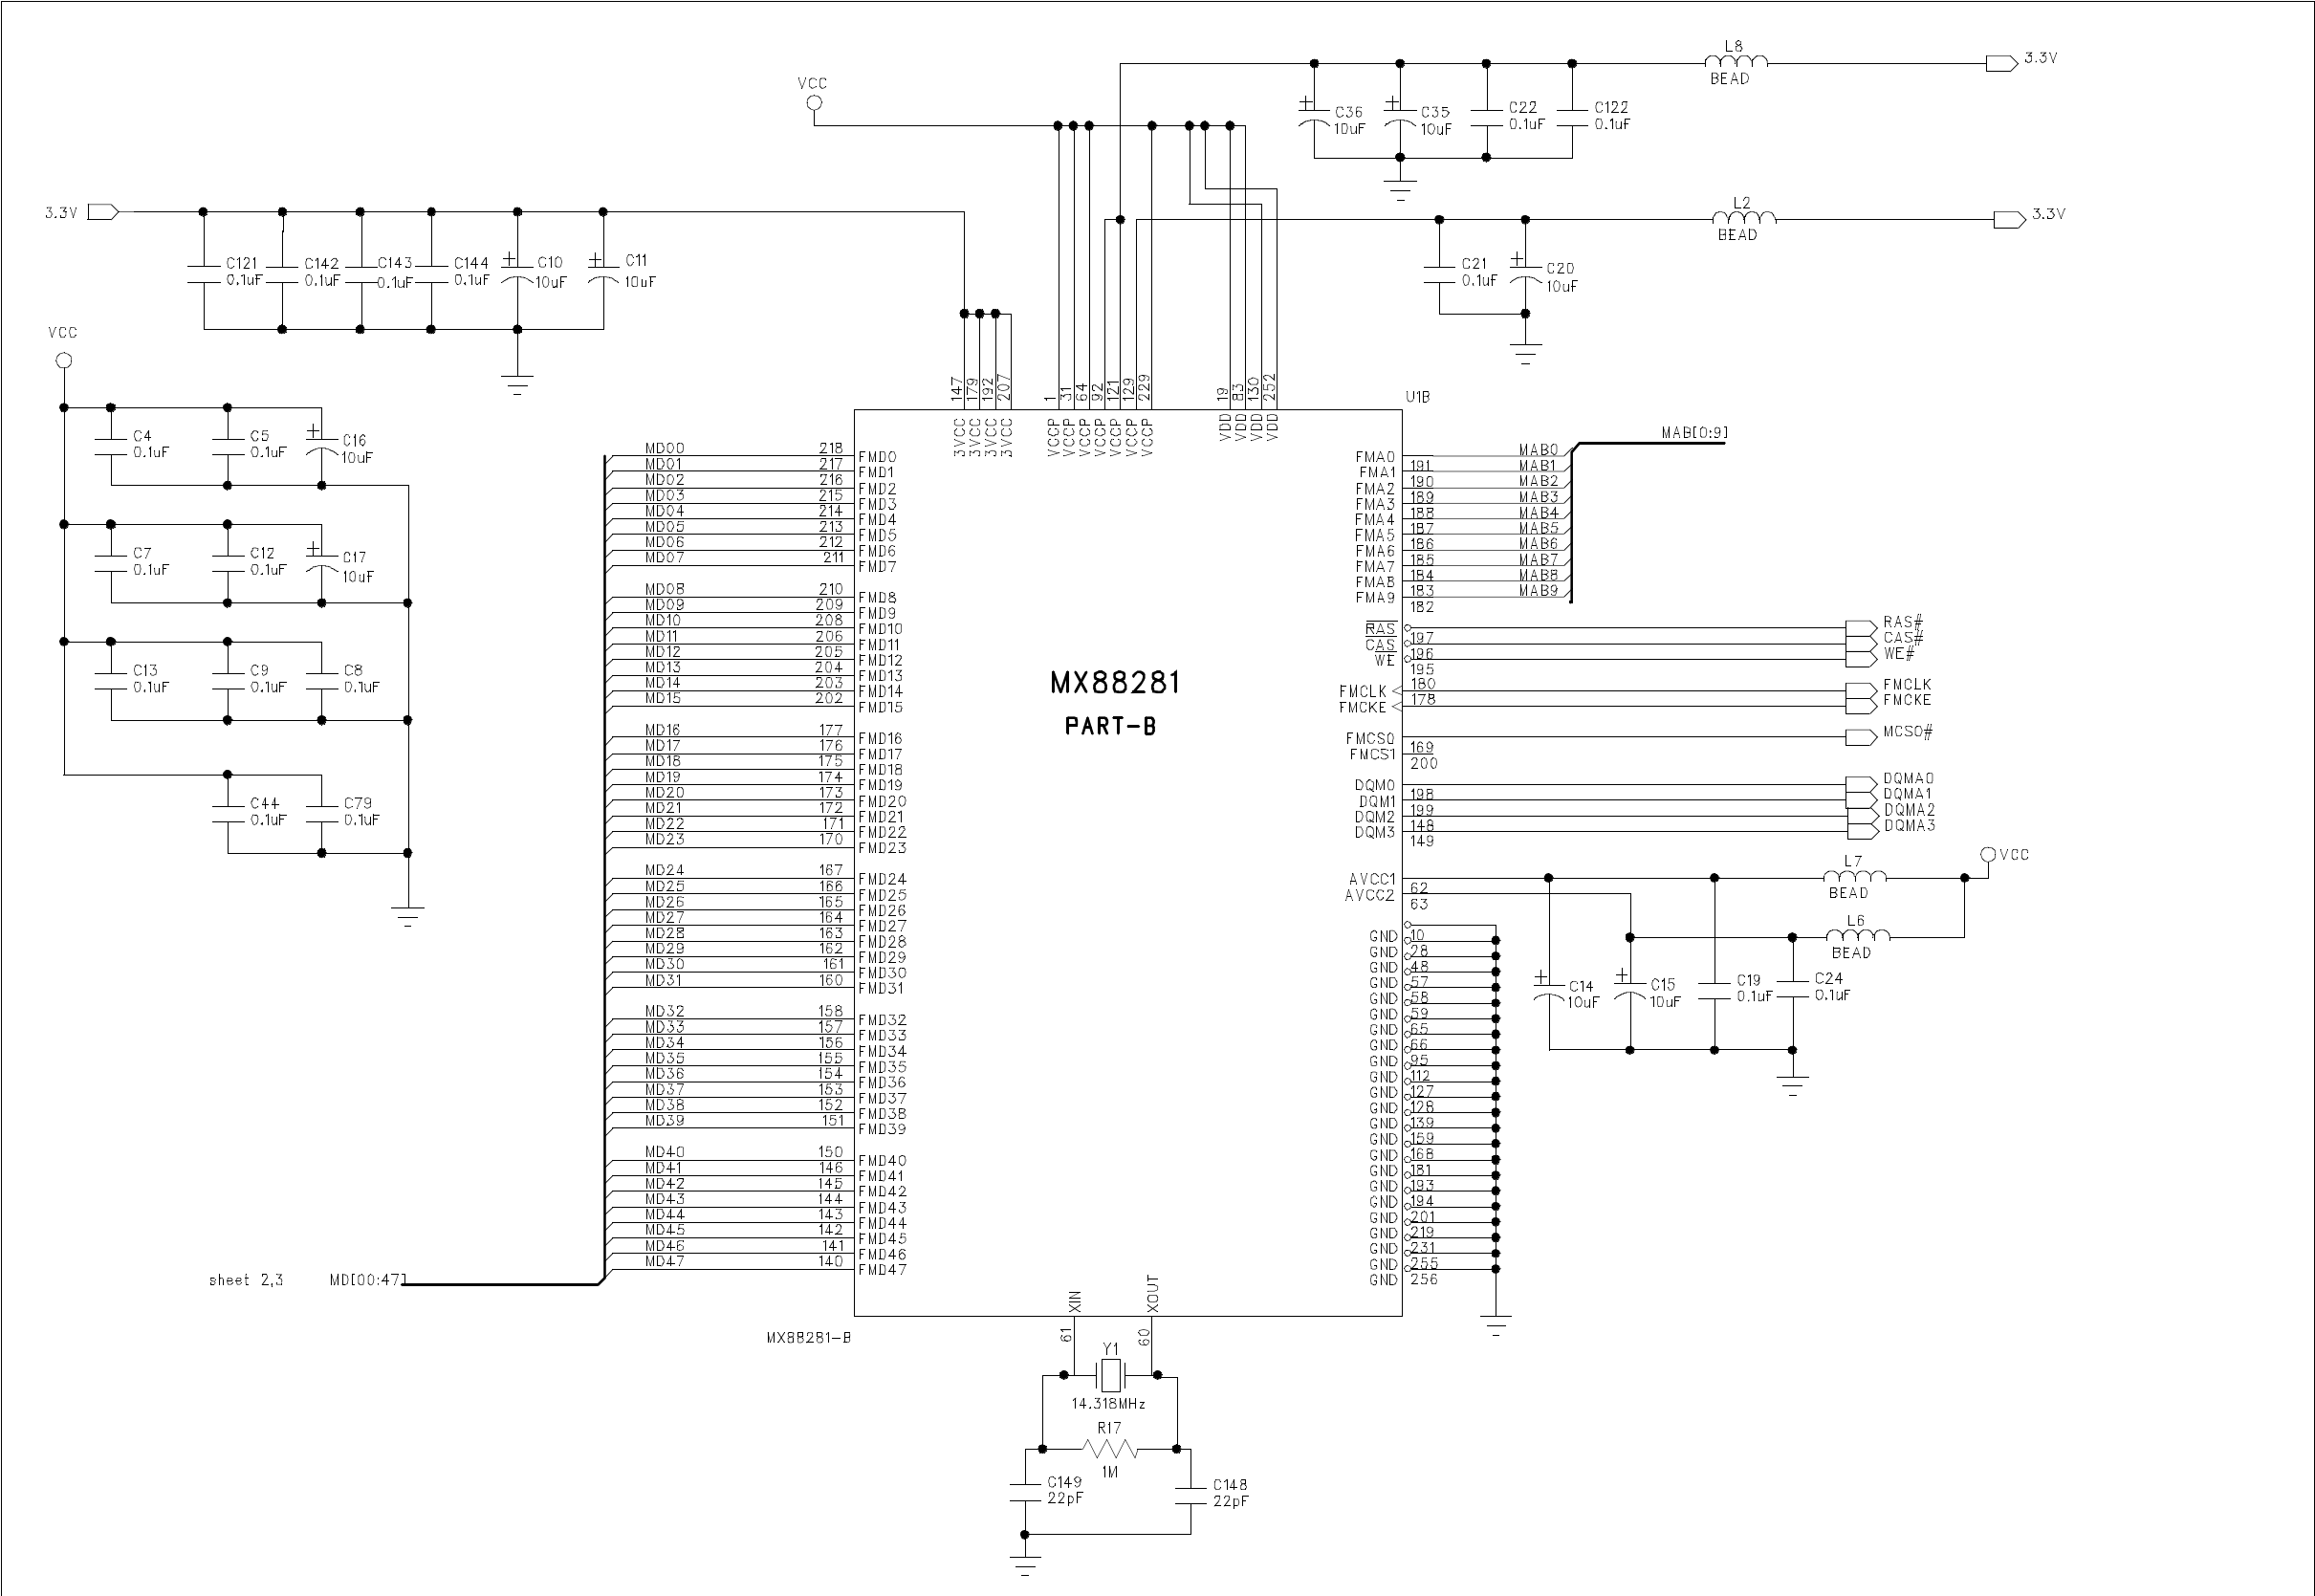 L8
BEAD
3.3V
VCC
C36
10uF
C35
10uF
C22
0.1uF
C122
0.1uF
3.3V
L2
BEAD
3.3V
C121
0.1uF
C142
0.1uF
C143
0.1uF
C144
0.1uF
C10
10uF
C11
10uF
C21
0.1uF
C20
10uF
VCC
C4
0.1uF
C5
0.1uF
C16
10uF
C7
0.1uF
C12
0.1uF
C17
10uF
C13
0.1uF
C9
0.1uF
C8
0.1uF
C44
0.1uF
C79
0.1uF
147 179 192 207 1 31 64 92 121 129 229 19 83 130 252
3VCC 3VCC 3VCC 3VCC VCCP VCCP VCCP VCCP VCCP VCCP VCCP VDD VDD VDD VDD
U1B
MX88281
PART-B
MD00 218 FMD0
MD01 217 FMD1
MD02 216 FMD2
MD03 215 FMD3
MD04 214 FMD4
MD05 213 FMD5
MD06 212 FMD6
MD07 211 FMD7
MD08 210 FMD8
MD09 209 FMD9
MD10 208 FMD10
MD11 206 FMD11
MD12 205 FMD12
MD13 204 FMD13
MD14 203 FMD14
MD15 202 FMD15
MD16 177 FMD16
MD17 176 FMD17
MD18 175 FMD18
MD19 174 FMD19
MD20 173 FMD20
MD21 172 FMD21
MD22 171 FMD22
MD23 170 FMD23
MD24 167 FMD24
MD25 166 FMD25
MD26 165 FMD26
MD27 164 FMD27
MD28 163 FMD28
MD29 162 FMD29
MD30 161 FMD30
MD31 160 FMD31
MD32 158 FMD32
MD33 157 FMD33
MD34 156 FMD34
MD35 155 FMD35
MD36 154 FMD36
MD37 153 FMD37
MD38 152 FMD38
MD39 151 FMD39
MD40 150 FMD40
MD41 146 FMD41
MD42 145 FMD42
MD43 144 FMD43
MD44 143 FMD44
MD45 142 FMD45
MD46 141 FMD46
MD47 140 FMD47
sheet 2,3 MD[00:47]
MX88281-B
MAB[0:9]
FMA0 191 MAB0
FMA1 190 MAB1
FMA2 189 MAB2
FMA3 188 MAB3
FMA4 187 MAB4
FMA5 186 MAB5
FMA6 185 MAB6
FMA7 184 MAB7
FMA8 183 MAB8
FMA9 182 MAB9
RAS 197 RAS#
CAS 196 CAS#
WE 195 WE#
FMCLK 180 FMCLK
FMCKE 178 FMCKE
FMCS0 169 MCS0#
FMCS1 200
DQM0 198 DQMA0
DQM1 199 DQMA1
DQM2 148 DQMA2
DQM3 149 DQMA3
AVCC1 62
AVCC2 63
L7
BEAD
VCC
L6
BEAD
C14
10uF
C15
10uF
C19
0.1uF
C24
0.1uF
GND 10
GND 28
GND 48
GND 57
GND 58
GND 59
GND 65
GND 66
GND 95
GND 112
GND 127
GND 128
GND 139
GND 159
GND 168
GND 181
GND 193
GND 194
GND 201
GND 219
GND 231
GND 255
GND 256
XIN
XOUT
61
60
Y1
14.318MHz
R17
1M
C149
22pF
C148
22pF